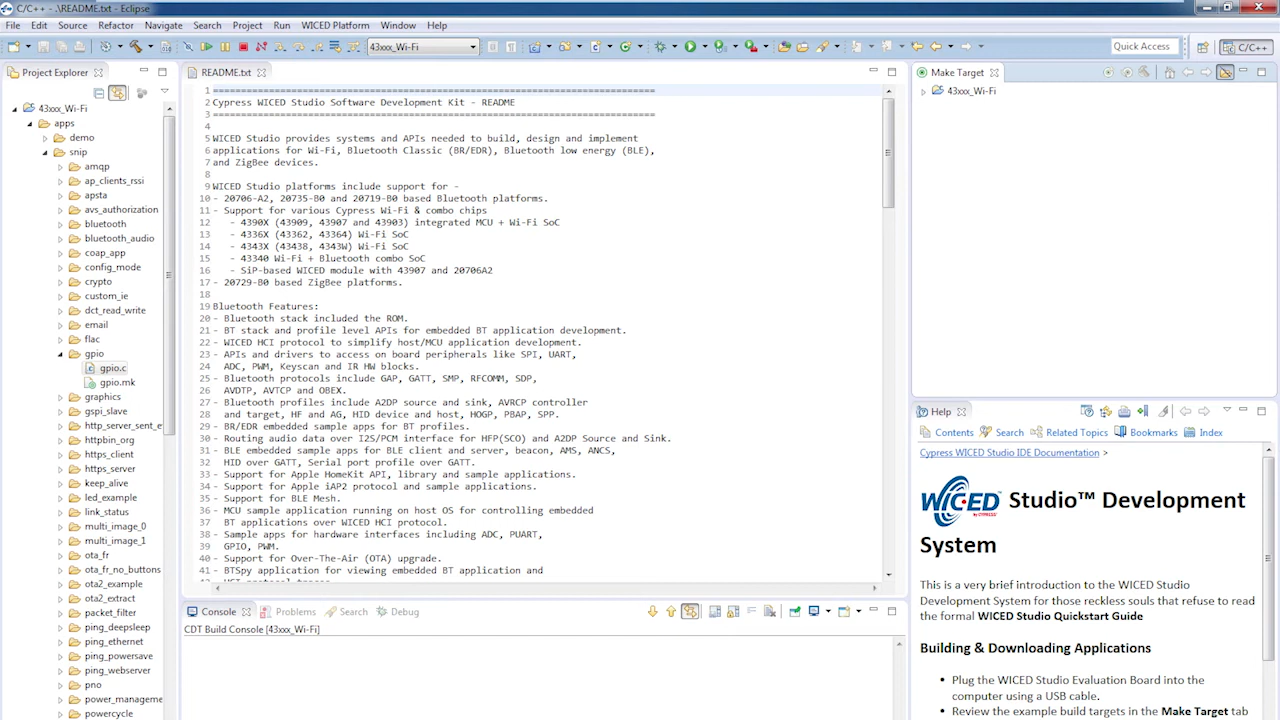 C/C++ - .\README.txt - Eclipse
File Edit Source Refactor Navigate Search Project Run WICED Platform Window Help
43xxx_Wi-Fi
Quick Access
C/C++
Project Explorer
43xxx_Wi-Fi
apps
demo
snip
amqp
ap_clients_rssi
apsta
avs_authorization
bluetooth
bluetooth_audio
coap_app
config_mode
crypto
custom_ie
dct_read_write
email
flac
gpio
gpio.c
gpio.mk
graphics
gspi_slave
http_server_sent_e
httpbin_org
https_client
https_server
keep_alive
led_example
link_status
multi_image_0
multi_image_1
ota_fr
ota_fr_no_buttons
ota2_example
ota2_extract
packet_filter
ping_deepsleep
ping_ethernet
ping_powersave
ping_webserver
pno
power_manageme
powercycle
README.txt
1 ===============================================================================
2 Cypress WICED Studio Software Development Kit - README
3 ===============================================================================
4
5 WICED Studio provides systems and APIs needed to build, design and implement
6 applications for Wi-Fi, Bluetooth Classic (BR/EDR), Bluetooth low energy (BLE),
7 and ZigBee devices.
8
9 WICED Studio platforms include support for -
10 - 20706-A2, 20735-B0 and 20719-B0 based Bluetooth platforms.
11 - Support for various Cypress Wi-Fi & combo chips
12 - 4390X (43909, 43907 and 43903) integrated MCU + Wi-Fi SoC
13 - 4336X (43362, 43364) Wi-Fi SoC
14 - 4343X (43438, 4343W) Wi-Fi SoC
15 - 43340 Wi-Fi + Bluetooth combo SoC
16 - SiP-based WICED module with 43907 and 20706A2
17 - 20729-B0 based ZigBee platforms.
18
19 Bluetooth Features:
20 - Bluetooth stack included the ROM.
21 - BT stack and profile level APIs for embedded BT application development.
22 - WICED HCI protocol to simplify host/MCU application development.
23 - APIs and drivers to access on board peripherals like SPI, UART,
24 ADC, PWM, Keyscan and IR HW blocks.
25 - Bluetooth protocols include GAP, GATT, SMP, RFCOMM, SDP,
26 AVDTP, AVCTP and OBEX.
27 - Bluetooth profiles include A2DP source and sink, AVRCP controller
28 and target, HF and AG, HID device and host, HOGP, PBAP, SPP.
29 - BR/EDR embedded sample apps for BT profiles.
30 - Routing audio data over I2S/PCM interface for HFP(SCO) and A2DP Source and Sink.
31 - BLE embedded sample apps for BLE client and server, beacon, AMS, ANCS,
32 HID over GATT, Serial port profile over GATT.
33 - Support for Apple HomeKit API, library and sample applications.
34 - Support for Apple iAP2 protocol and sample applications.
35 - Support for BLE Mesh.
36 - MCU sample application running on host OS for controlling embedded
37 BT applications over WICED HCI protocol.
38 - Sample apps for hardware interfaces including ADC, PUART,
39 GPIO, PWM.
40 - Support for Over-The-Air (OTA) upgrade.
41 - BTSpy application for viewing embedded BT application and
Console Problems Search Debug
CDT Build Console [43xxx_Wi-Fi]
Make Target
43xxx_Wi-Fi
Help
Contents Search Related Topics Bookmarks Index
Cypress WICED Studio IDE Documentation >
WICED by CYPRESS Studio™ Development
System
This is a very brief introduction to the WICED Studio
Development System for those reckless souls that refuse to read
the formal WICED Studio Quickstart Guide
Building & Downloading Applications
• Plug the WICED Studio Evaluation Board into the
computer using a USB cable.
• Review the example build targets in the Make Target tab